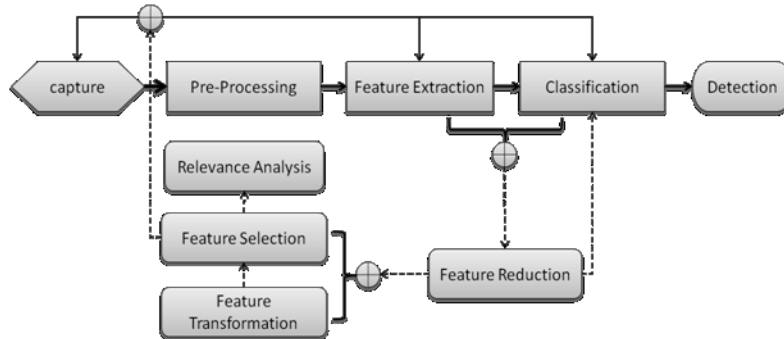 capture
Pre-Processing
Feature Extraction
Classification
Detection
Relevance Analysis
Feature Selection
Feature Reduction
Feature
Transformation